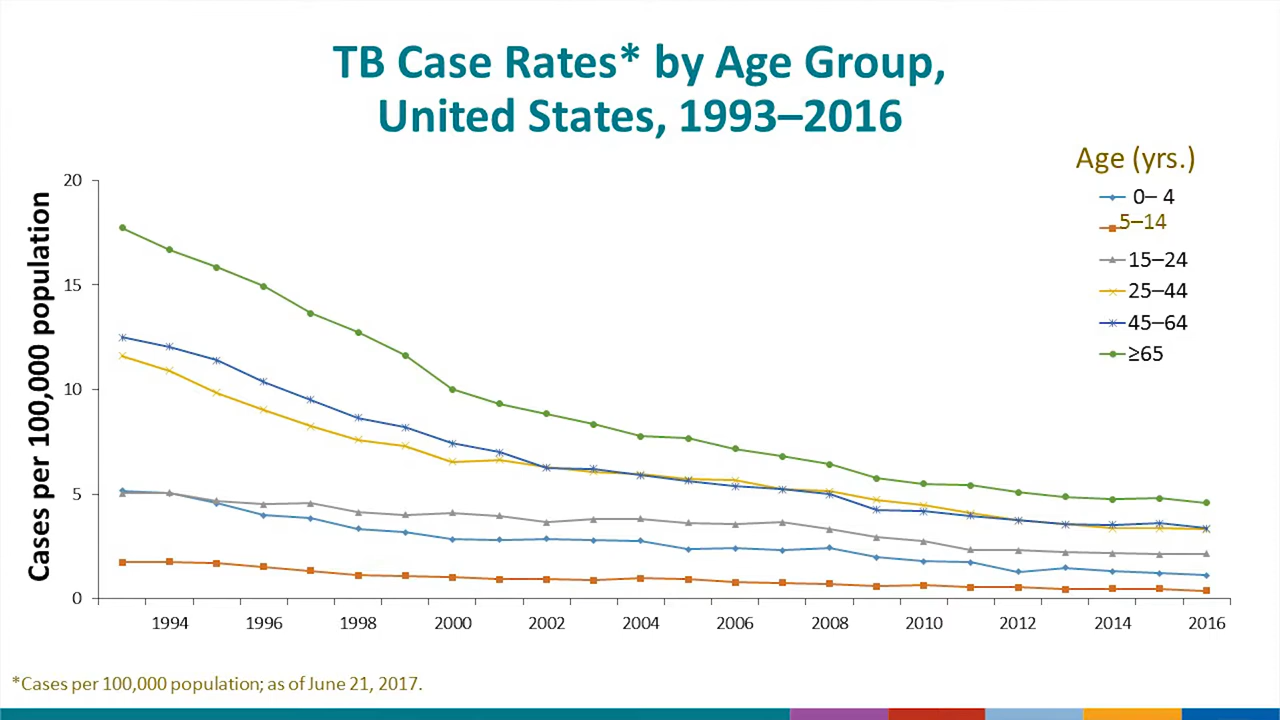 TB Case Rates* by Age Group,
United States, 1993–2016
Age (yrs.)
0– 4
5–14
15–24
25–44
45–64
≥65
Cases per 100,000 population
20
15
10
5
0
1994 1996 1998 2000 2002 2004 2006 2008 2010 2012 2014 2016
*Cases per 100,000 population; as of June 21, 2017.